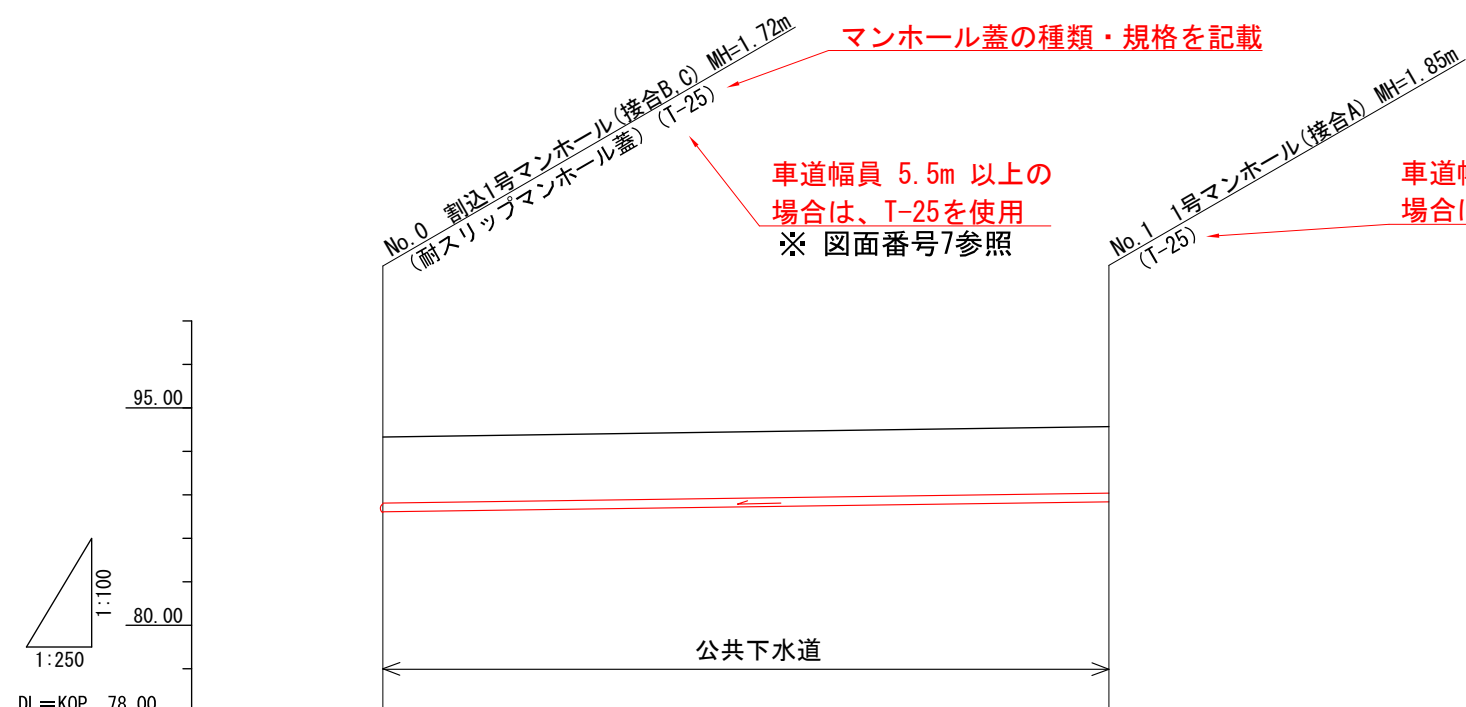 No.0 割込1号マンホール(接合B,C) MH=1.72m
(耐スリップマンホール蓋) (T-25)
マンホール蓋の種類・規格を記載
車道幅員 5.5m 以上の
場合は、T-25を使用
※ 図面番号7参照
No.1 1号マンホール(接合A) MH=1.85m
(T-25)
車道幅
場合は
95.00
80.00
1:100
1:250
公共下水道
DL=KOP 78.00